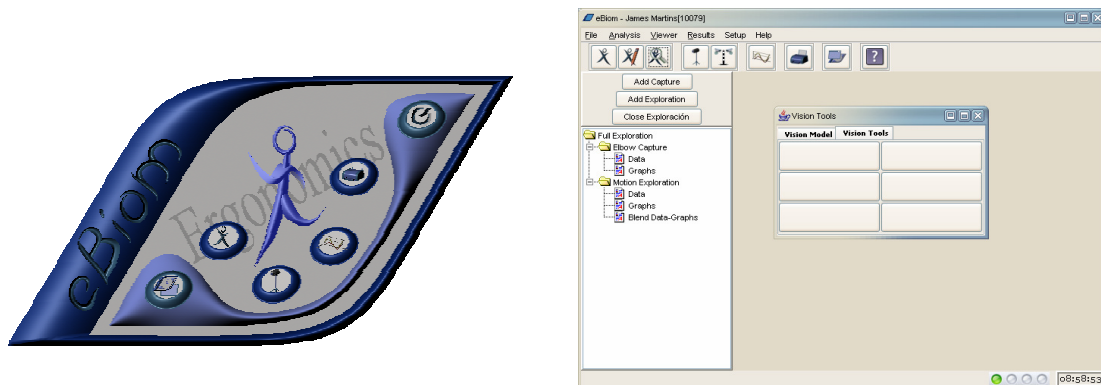 eBiom
Ergonomics
eBiom - James Martins[10079]
File Analysis Viewer Results Setup Help
?
Add Capture
Add Exploration
Close Exploración
Full Exploration
Elbow Capture
Data
Graphs
Motion Exploration
Data
Graphs
Blend Data-Graphs
Vision Tools
Vision Model Vision Tools
08:58:53